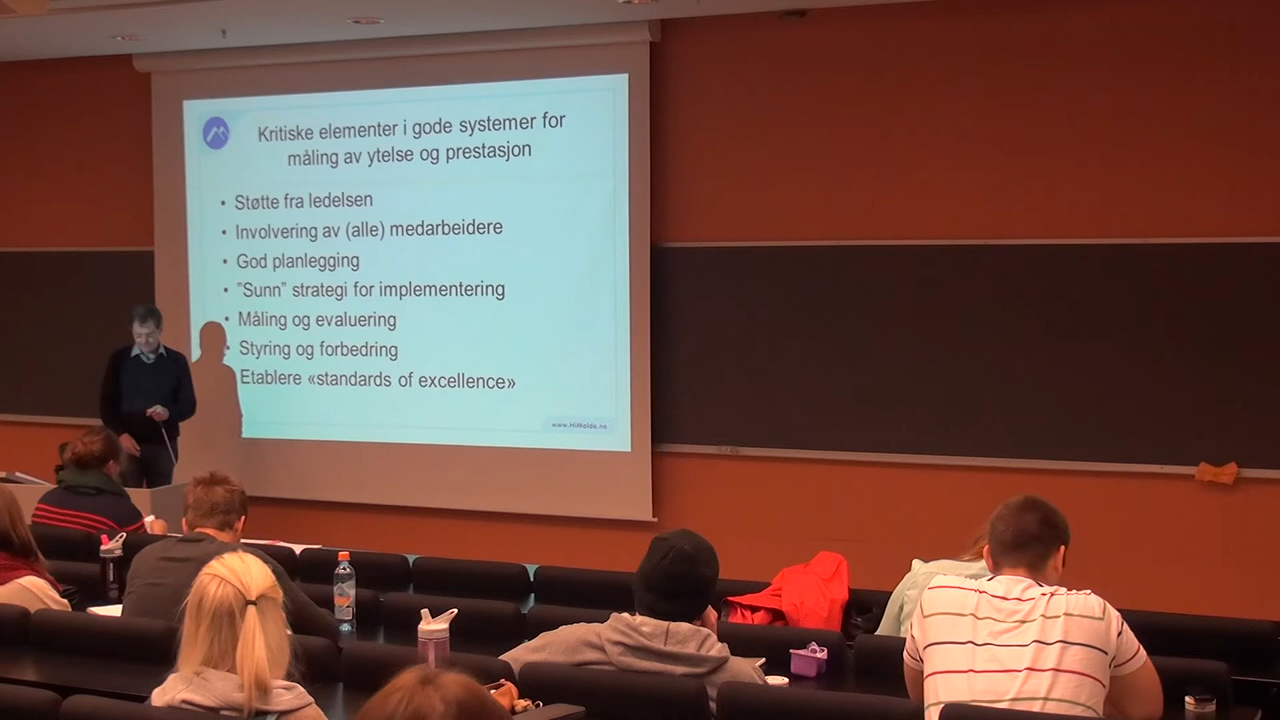 Kritiske elementer i gode systemer for
måling av ytelse og prestasjon
• Støtte fra ledelsen
• Involvering av (alle) medarbeidere
• God planlegging
• ”Sunn” strategi for implementering
• Måling og evaluering
• Styring og forbedring
Etablere «standards of excellence»
www.HiMolde.no